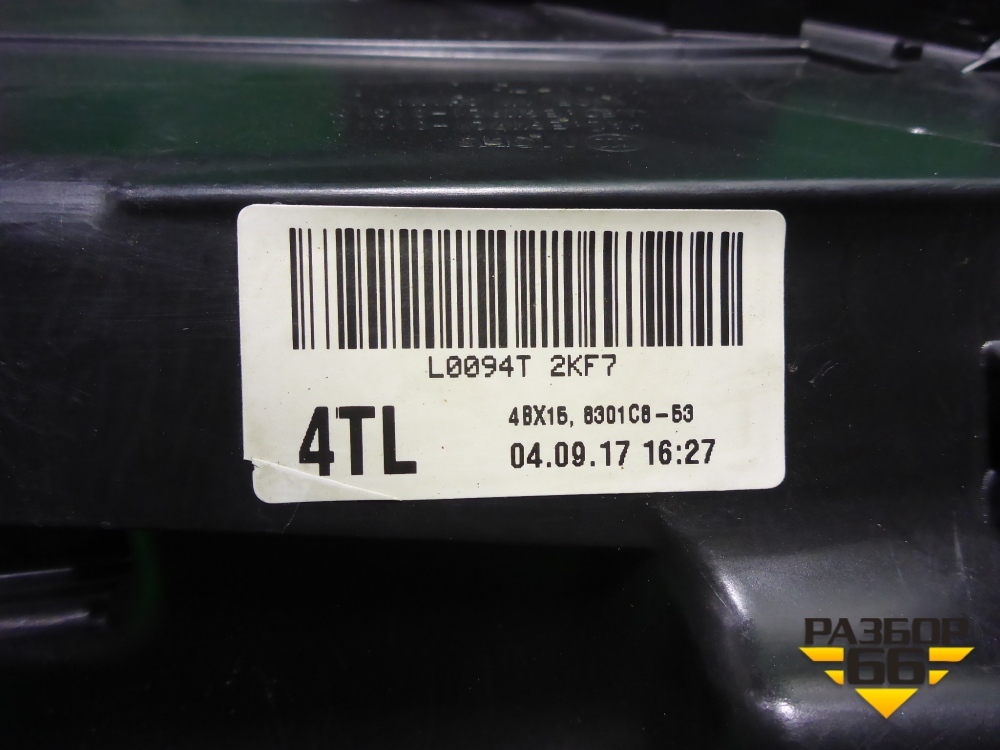 L0094T 2KF7
4TL
4BX15, 8301C8-53
04.09.17 16:27
РАЗБОР
66